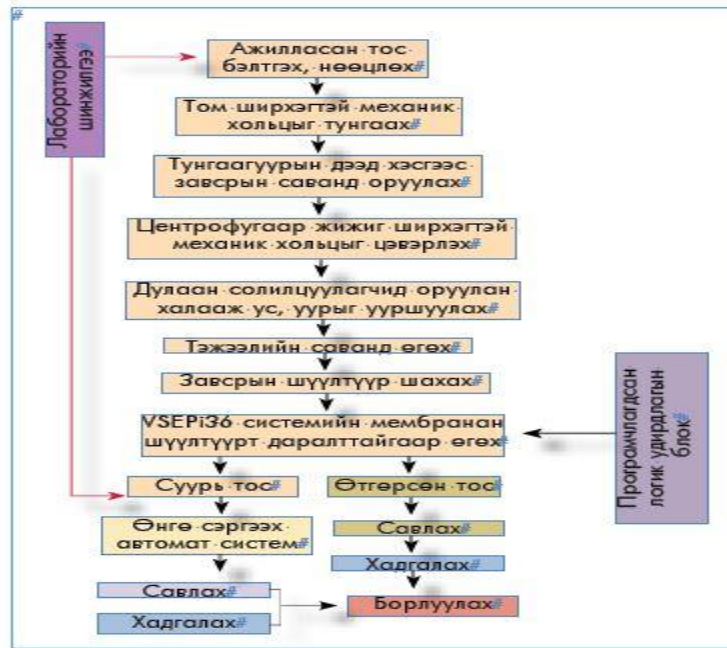 #
Лабораторийн
шинжилгээ#
Ажилласан тос
бэлтгэх, нөөцлөх#
Том ширхэгтэй механик
хольцыг тунгаах#
Тунгаагуурын дээд хэсгээс
завсрын саванд оруулах#
Центрофугаар жижиг ширхэгтэй
механик хольцыг цэвэрлэх#
Дулаан солилцуулагчид оруулан
халааж ус, уурыг ууршуулах#
Тэжээлийн саванд өгөх#
Завсрын шүүлтүүр шахах#
VSEPi36 системийн мембранан
шүүлтүүрт даралттайгаар өгөх#
Програмчлагдсан
логик удирдлагын
блок#
Суурь тос#
Өтгөрсөн тос#
Өнгө сэргээх
автомат систем#
Савлах#
Хадгалах#
Савлах#
Хадгалах#
Борлуулах#